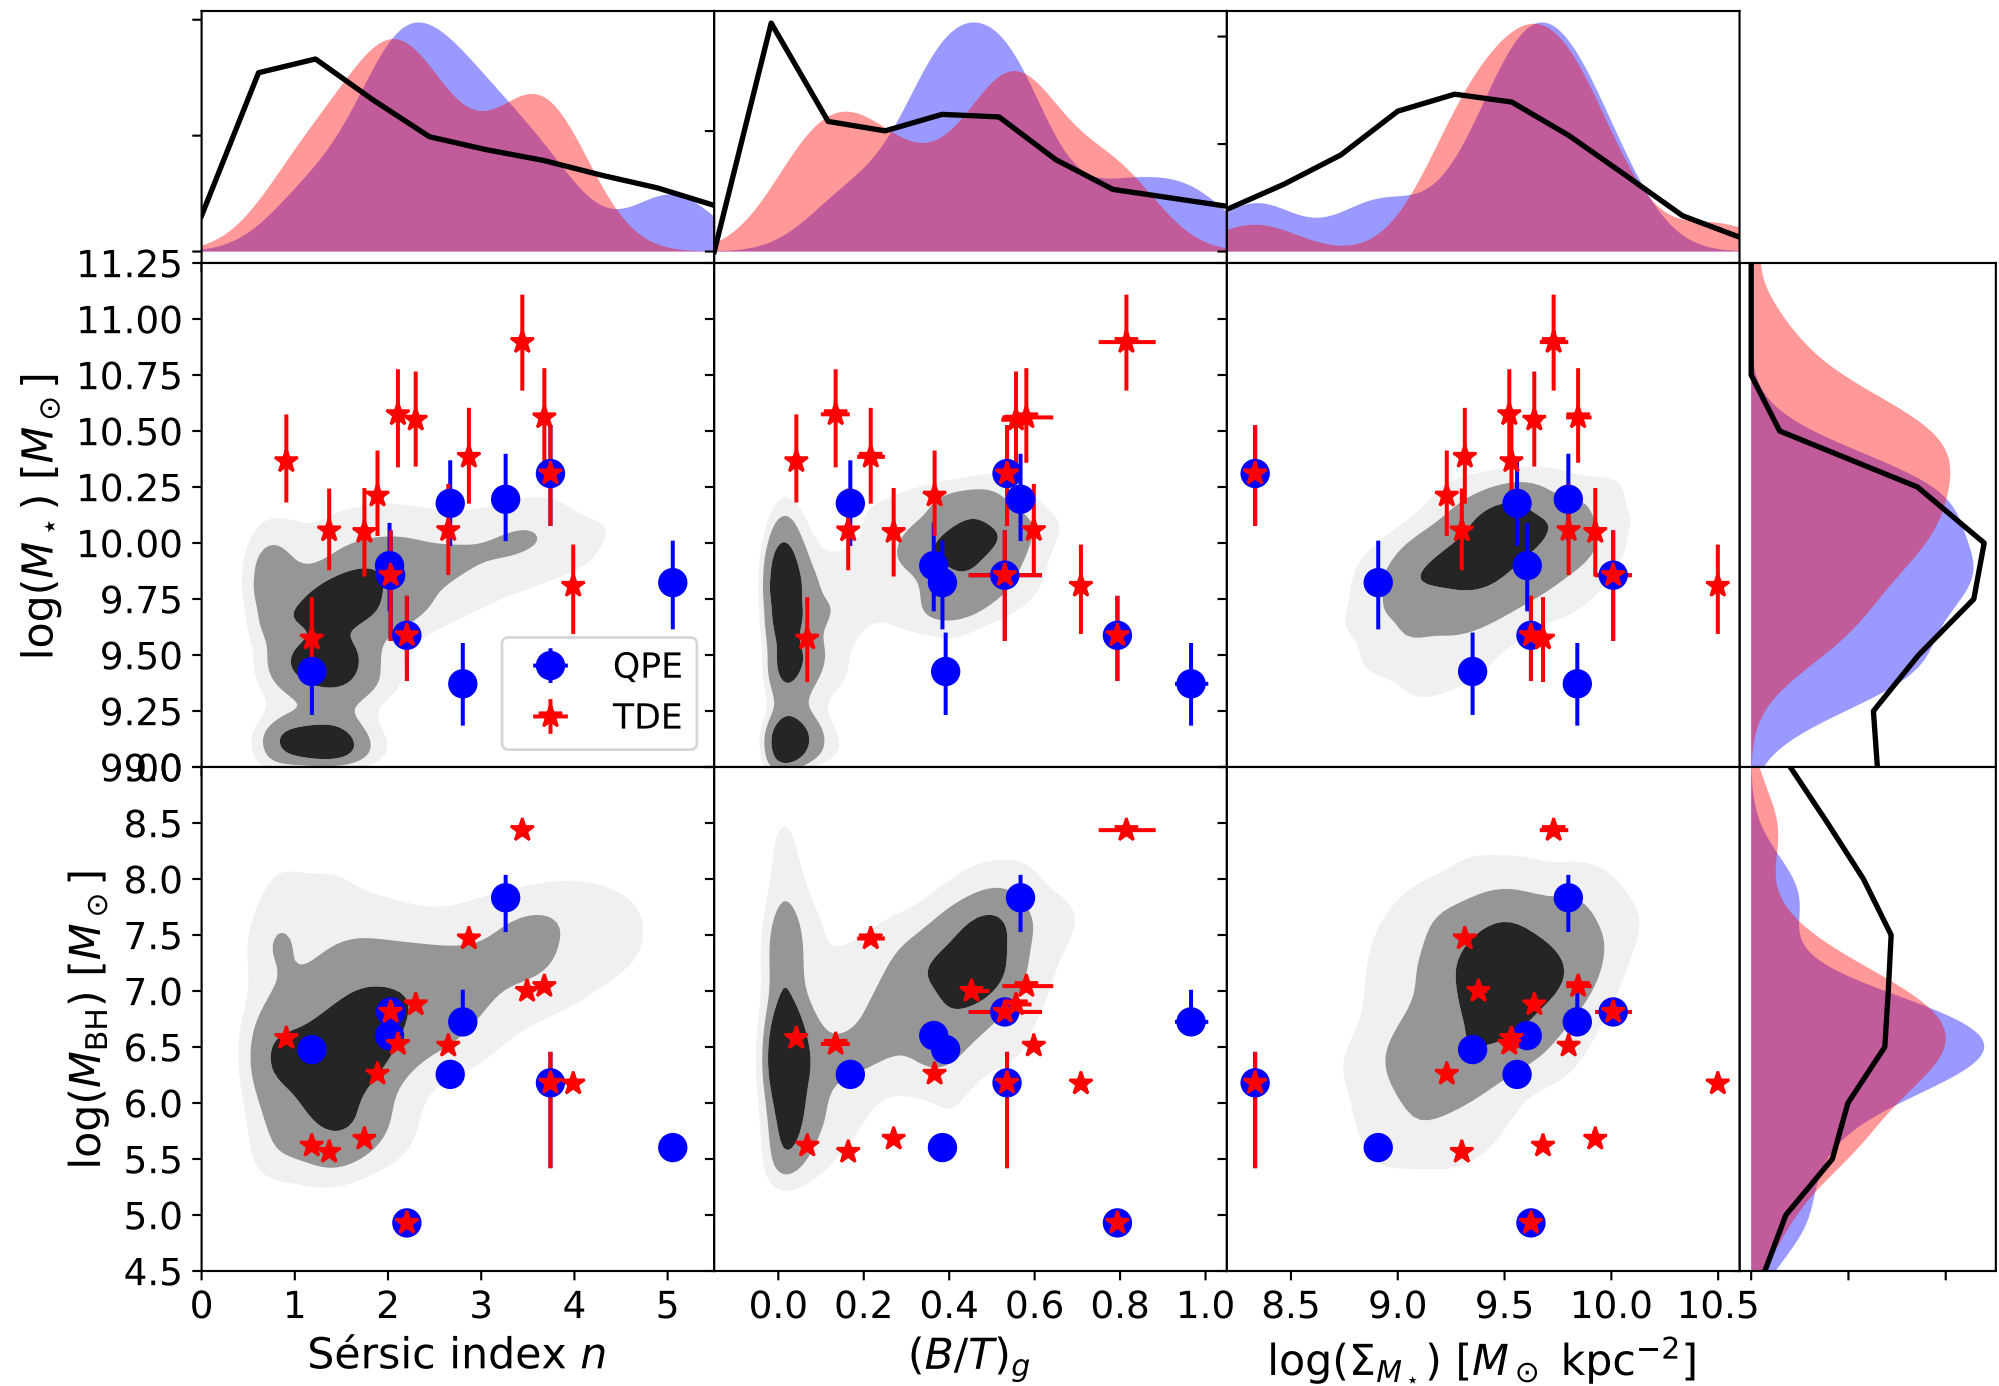 11.25
11.00
10.75
10.50
10.25
10.00
9.75
9.50
9.25
9.00
log(M⋆) [M⊙]
QPE
TDE
9.0
8.5
8.0
7.5
7.0
6.5
6.0
5.5
5.0
4.5
log(M_BH) [M⊙]
0 1 2 3 4 5
0.0 0.2 0.4 0.6 0.8 1.0
8.5 9.0 9.5 10.0 10.5
Sérsic index n
(B/T)_g
log(Σ_M⋆) [M⊙ kpc⁻²]